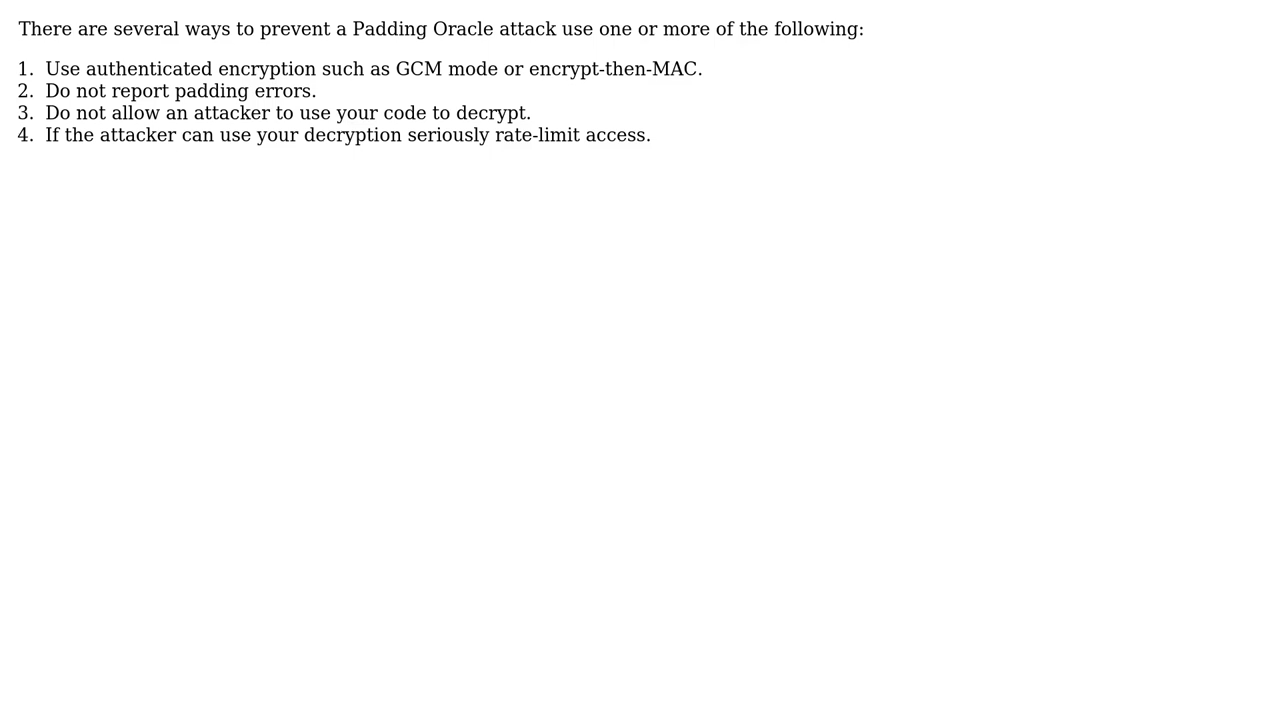 There are several ways to prevent a Padding Oracle attack use one or more of the following:
1. Use authenticated encryption such as GCM mode or encrypt-then-MAC.
2. Do not report padding errors.
3. Do not allow an attacker to use your code to decrypt.
4. If the attacker can use your decryption seriously rate-limit access.